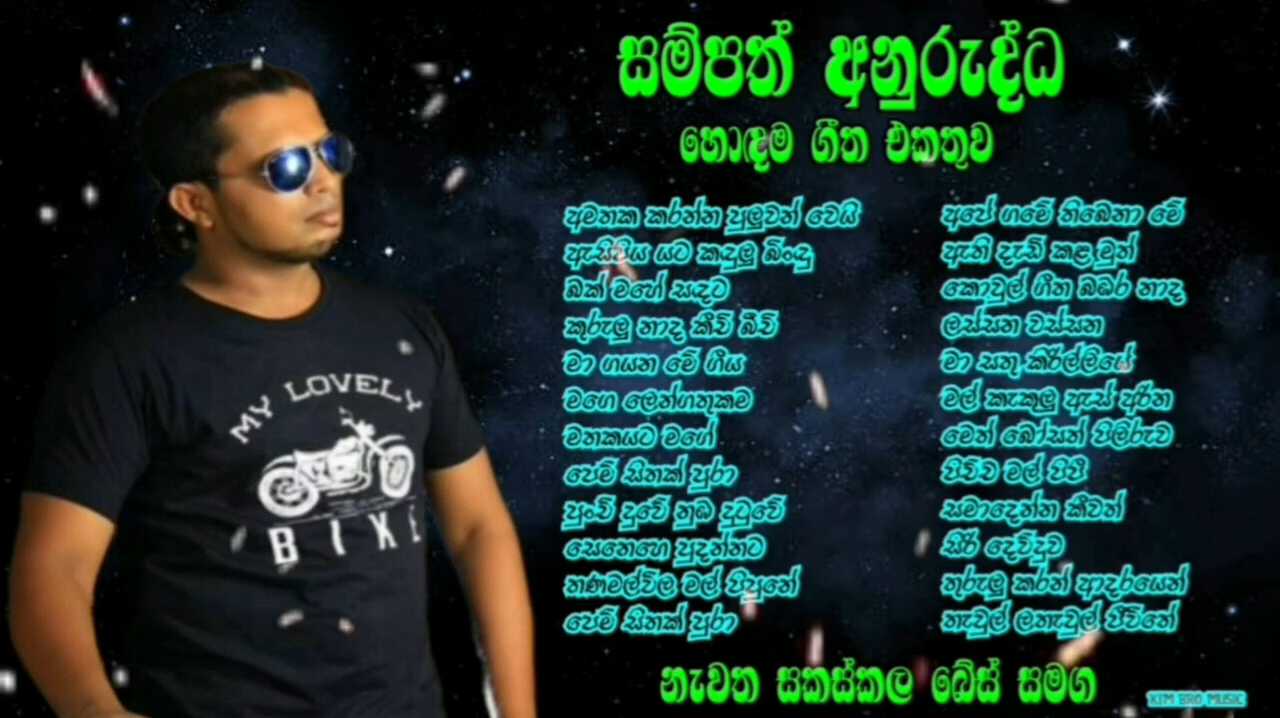 සම්පත් අනුරුද්ධ
හොඳම ගීත එකතුව
අමතක කරන්න පුලුවන් වෙයි
ඇසිපිය යට කඳුලු බිංදු
බක් මහේ සඳට
කුරුලු නාද කීචි බීචි
මා ගයන මේ ගීය
මගෙ ලෙන්ගතුකම
මතකයට මගේ
පෙම් සිතක් පුරා
පුංචි දුවේ නුඹ දුටුවේ
සෙනෙහෙ පුදන්නට
තණමල්විල මල් පිපුනේ
පෙම් සිතක් පුරා
අපේ ගමේ තිබෙනා මේ
ඇති දැඩි කළ මුත්
කොවුල් ගීත බඹර නාද
ලස්සන වස්සන
මා සතු කිරිල්ලියේ
මල් කැකුලු ඇස් අරින
මෙත් බෝසත් පිලිරුව
පිච්ච මල් පිපී
සමාදෙන්න කීවත්
සිරි දෙව්දුව
තුරුලු කරන් ආදරයෙන්
තැවුල් ලතැවුල් ජීවිතේ
නැවත සකස්කල බේස් සමග
MY LOVELY
BIKE
KIM BRO MUSIC